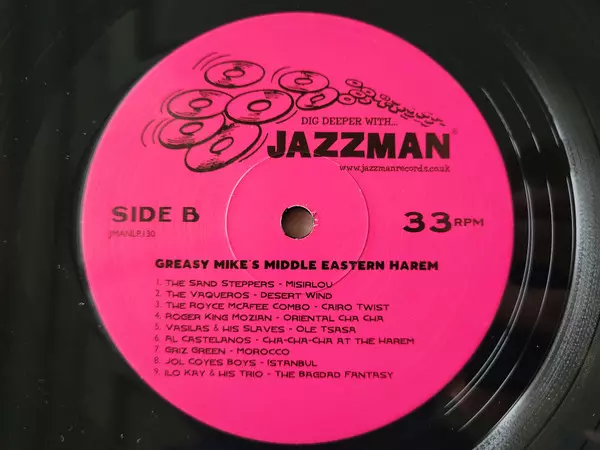 DIG DEEPER WITH...
JAZZMAN®
www.jazzmanrecords.co.uk
SIDE B
JMANLP.130
33 RPM
GREASY MIKE'S MIDDLE EASTERN HAREM
1. THE SAND STEPPERS - MISIRLOU
2. THE VAQUEROS - DESERT WIND
3. THE ROYCE MCAFEE COMBO - CAIRO TWIST
4. ROGER KING MOZIAN - ORIENTAL CHA CHA
5. VASILAS & HIS SLAVES - OLE TSASA
6. AL CASTELANOS - CHA-CHA-CHA AT THE HAREM
7. GRIZ GREEN - MOROCCO
8. JOL COYES BOYS - ISTANBUL
9. ILO KAY & HIS TRIO - THE BAGDAD FANTASY